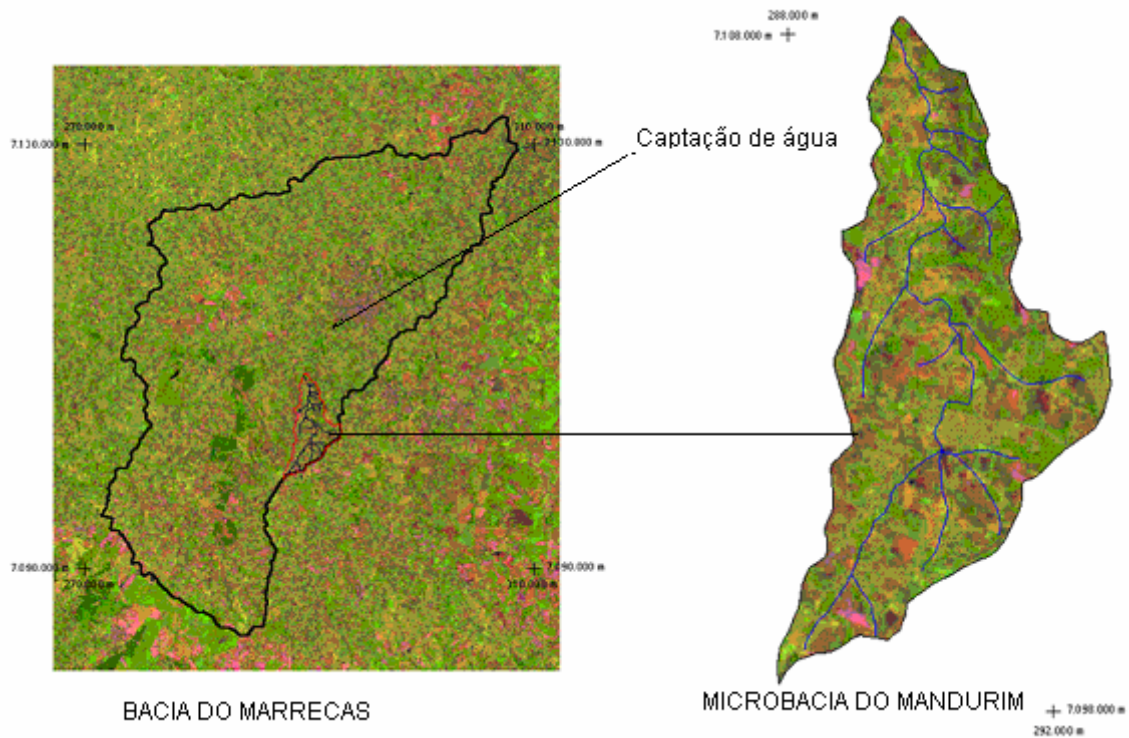 288.000 m
7.108.000 m
270.000 m
7.130.000 m
310.000 m
7.130.000 m
Captação de água
7.090.000 m
270.000 m
7.090.000 m
310.000 m
BACIA DO MARRECAS
MICROBACIA DO MANDURIM
7.098.000 m
292.000 m